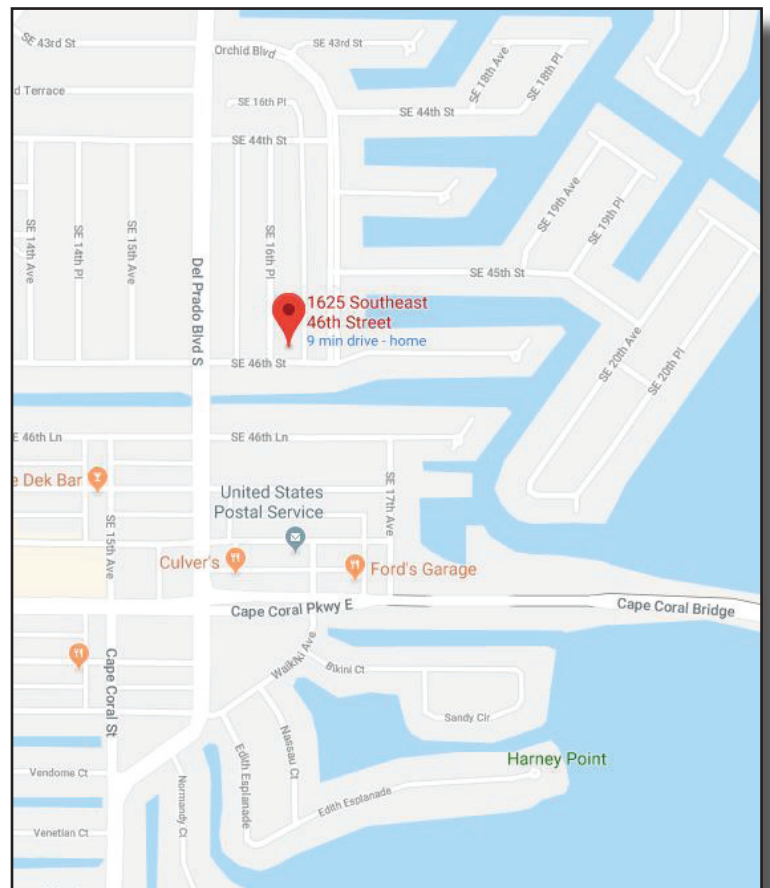 SE 43rd St
SE 43rd St
Orchid Blvd
SE 18th Ave
SE 18th Pl
d Terrace
SE 16th Pl
SE 44th St
SE 44th St
SE 14th Ave
SE 14th Pl
SE 15th Ave
SE 16th Pl
SE 19th Ave
SE 19th Pl
Del Prado Blvd S
SE 45th St
1625 Southeast
46th Street
9 min drive - home
SE 46th St
SE 20th Ave
SE 20th Pl
E 46th Ln
SE 46th Ln
e Dek Bar
SE 17th Ave
United States
Postal Service
SE 15th Ave
Culver's
Ford's Garage
Cape Coral Pkwy E
Cape Coral Bridge
Waikiki Ave
Bikini Ct
Cape Coral St
Sandy Cir
Nassau Ct
Edith Esplanade
Harney Point
Vendome Ct
Normandy Ct
Edith Esplanade
Venetian Ct